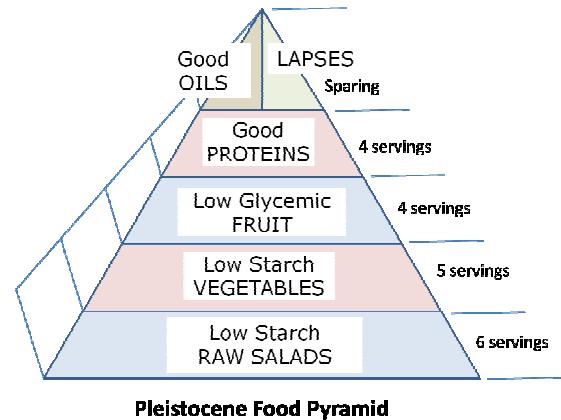 Good
OILS
LAPSES
Sparing
Good
PROTEINS
4 servings
Low Glycemic
FRUIT
4 servings
Low Starch
VEGETABLES
5 servings
Low Starch
RAW SALADS
6 servings
Pleistocene Food Pyramid